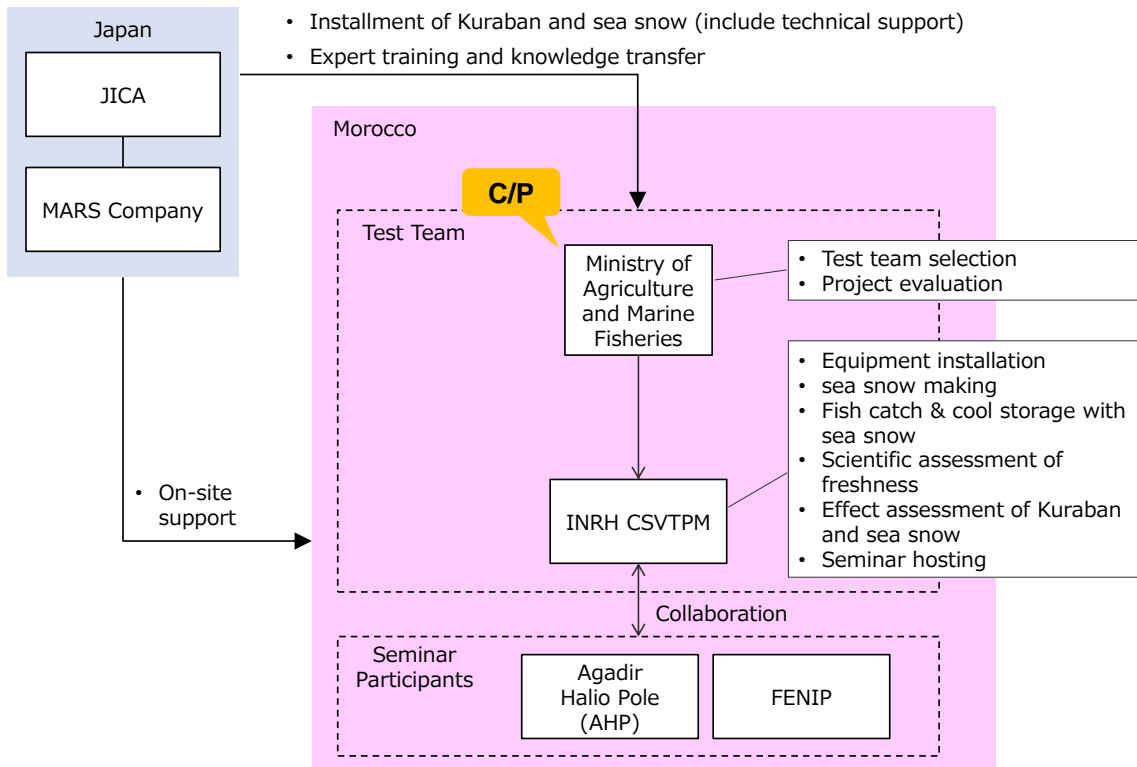 Japan
JICA
MARS Company
• Installment of Kuraban and sea snow (include technical support)
• Expert training and knowledge transfer
Morocco
C/P
Test Team
Ministry of
Agriculture
and Marine
Fisheries
• Test team selection
• Project evaluation
• Equipment installation
• sea snow making
• Fish catch & cool storage with
sea snow
• Scientific assessment of
freshness
• Effect assessment of Kuraban
and sea snow
• Seminar hosting
• On-site
support
INRH CSVTPM
Collaboration
Seminar
Participants
Agadir
Halio Pole
(AHP)
FENIP